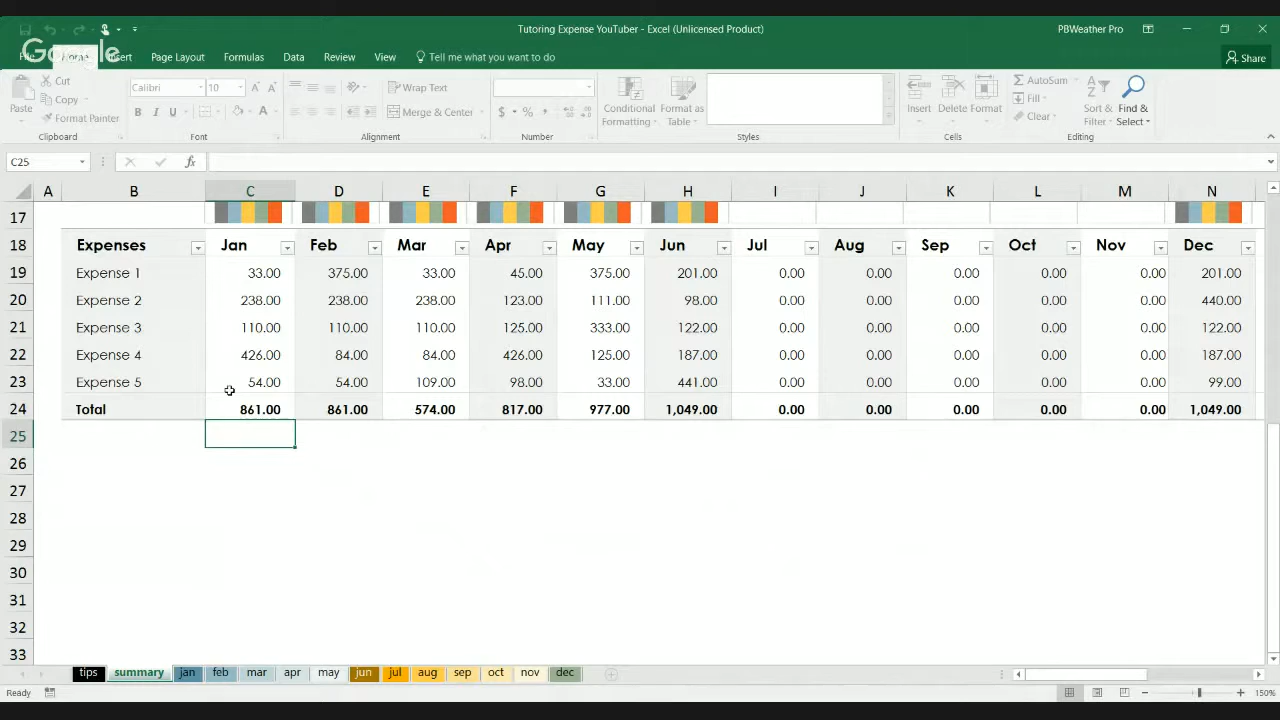 Tutoring Expense YouTuber - Excel (Unlicensed Product)
PBWeather Pro
Google
Home Insert Page Layout Formulas Data Review View Tell me what you want to do
Share
Paste
Cut
Copy
Format Painter
Clipboard
Calibri 10
B I U
Font
Wrap Text
Merge & Center
Alignment
$ % ,
Number
Conditional Formatting
Format as Table
Styles
Insert Delete Format
Cells
AutoSum
Fill
Clear
Sort & Filter
Find & Select
Editing
C25 fx
A B C D E F G H I J K L M N
17
18 Expenses Jan Feb Mar Apr May Jun Jul Aug Sep Oct Nov Dec
19 Expense 1 33.00 375.00 33.00 45.00 375.00 201.00 0.00 0.00 0.00 0.00 0.00 201.00
20 Expense 2 238.00 238.00 238.00 123.00 111.00 98.00 0.00 0.00 0.00 0.00 0.00 440.00
21 Expense 3 110.00 110.00 110.00 125.00 333.00 122.00 0.00 0.00 0.00 0.00 0.00 122.00
22 Expense 4 426.00 84.00 84.00 426.00 125.00 187.00 0.00 0.00 0.00 0.00 0.00 187.00
23 Expense 5 54.00 54.00 109.00 98.00 33.00 441.00 0.00 0.00 0.00 0.00 0.00 99.00
24 Total 861.00 861.00 574.00 817.00 977.00 1,049.00 0.00 0.00 0.00 0.00 0.00 1,049.00
25
26
27
28
29
30
31
32
33
tips summary jan feb mar apr may jun jul aug sep oct nov dec
Ready
150%